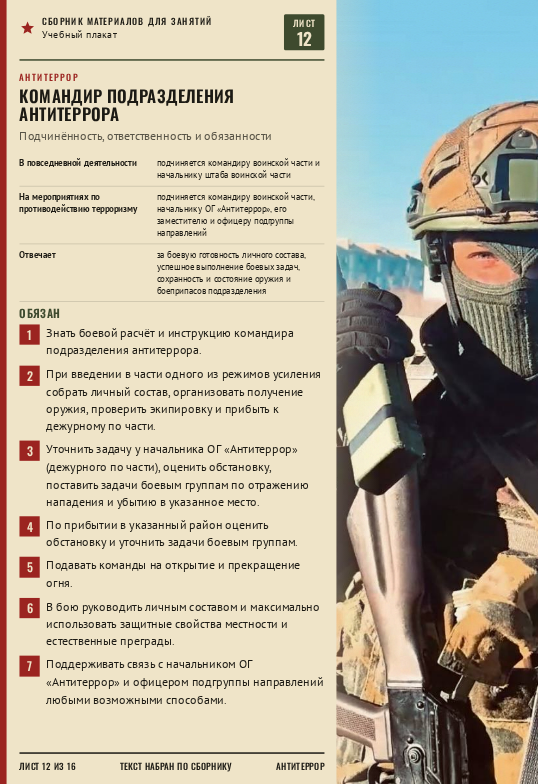 СБОРНИК МАТЕРИАЛОВ ДЛЯ ЗАНЯТИЙ
Учебный плакат
ЛИСТ
12
АНТИТЕРРОР
КОМАНДИР ПОДРАЗДЕЛЕНИЯ
АНТИТЕРРОРА
Подчинённость, ответственность и обязанности
В повседневной деятельности
подчиняется командиру воинской части и
начальнику штаба воинской части
На мероприятиях по
противодействию терроризму
подчиняется командиру воинской части,
начальнику ОГ «Антитеррор», его
заместителю и офицеру подгруппы
направлений
Отвечает
за боевую готовность личного состава,
успешное выполнение боевых задач,
сохранность и состояние оружия и
боеприпасов подразделения
ОБЯЗАН
1 Знать боевой расчёт и инструкцию командира
подразделения антитеррора.
2 При введении в части одного из режимов усиления
собрать личный состав, организовать получение
оружия, проверить экипировку и прибыть к
дежурному по части.
3 Уточнить задачу у начальника ОГ «Антитеррор»
(дежурного по части), оценить обстановку,
поставить задачи боевым группам по отражению
нападения и убытию в указанное место.
4 По прибытии в указанный район оценить
обстановку и уточнить задачи боевым группам.
5 Подавать команды на открытие и прекращение
огня.
6 В бою руководить личным составом и максимально
использовать защитные свойства местности и
естественные преграды.
7 Поддерживать связь с начальником ОГ
«Антитеррор» и офицером подгруппы направлений
любыми возможными способами.
ЛИСТ 12 ИЗ 16
ТЕКСТ НАБРАН ПО СБОРНИКУ
АНТИТЕРРОР